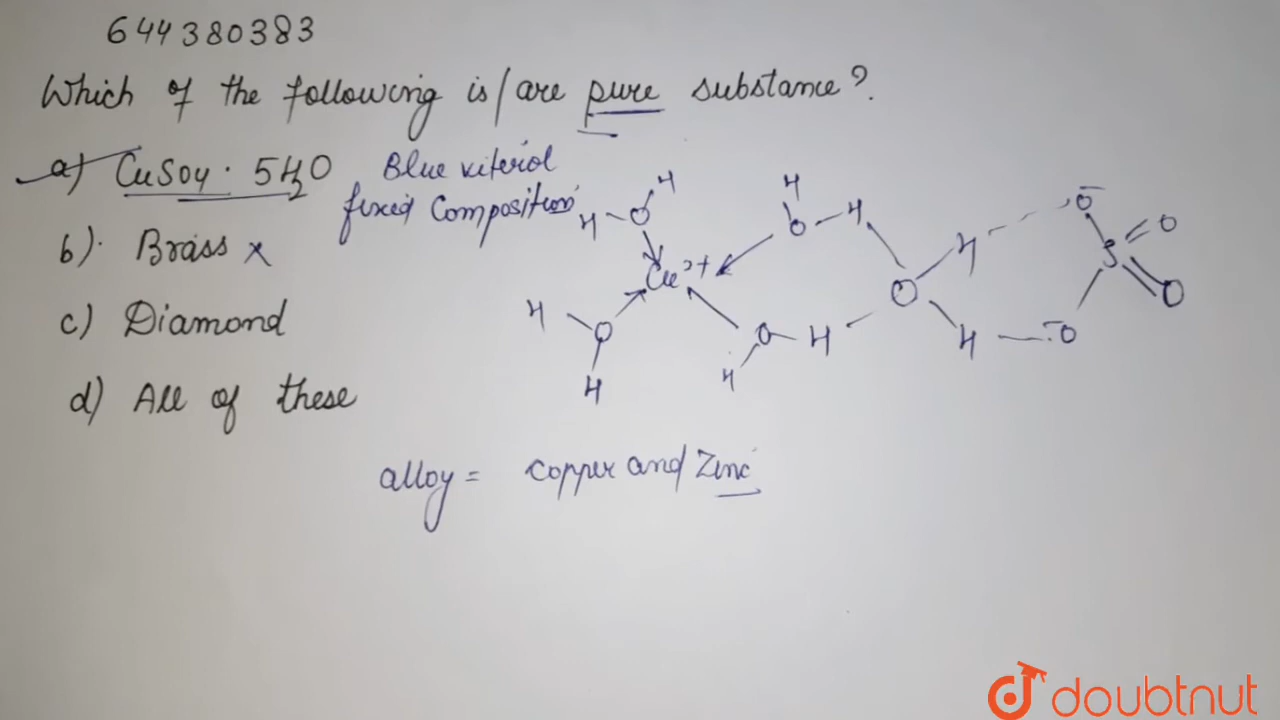 644380383
Which of the following is/are pure substance?
a) CuSO4. 5H2O Blue viteriol
fixed Composition
b). Brass x
c) Diamond
d) All of these
H H
H O O H O- O
Cu2+ H S
H O O O
H O H H -O
H H
alloy = copper and Zinc
doubtnut